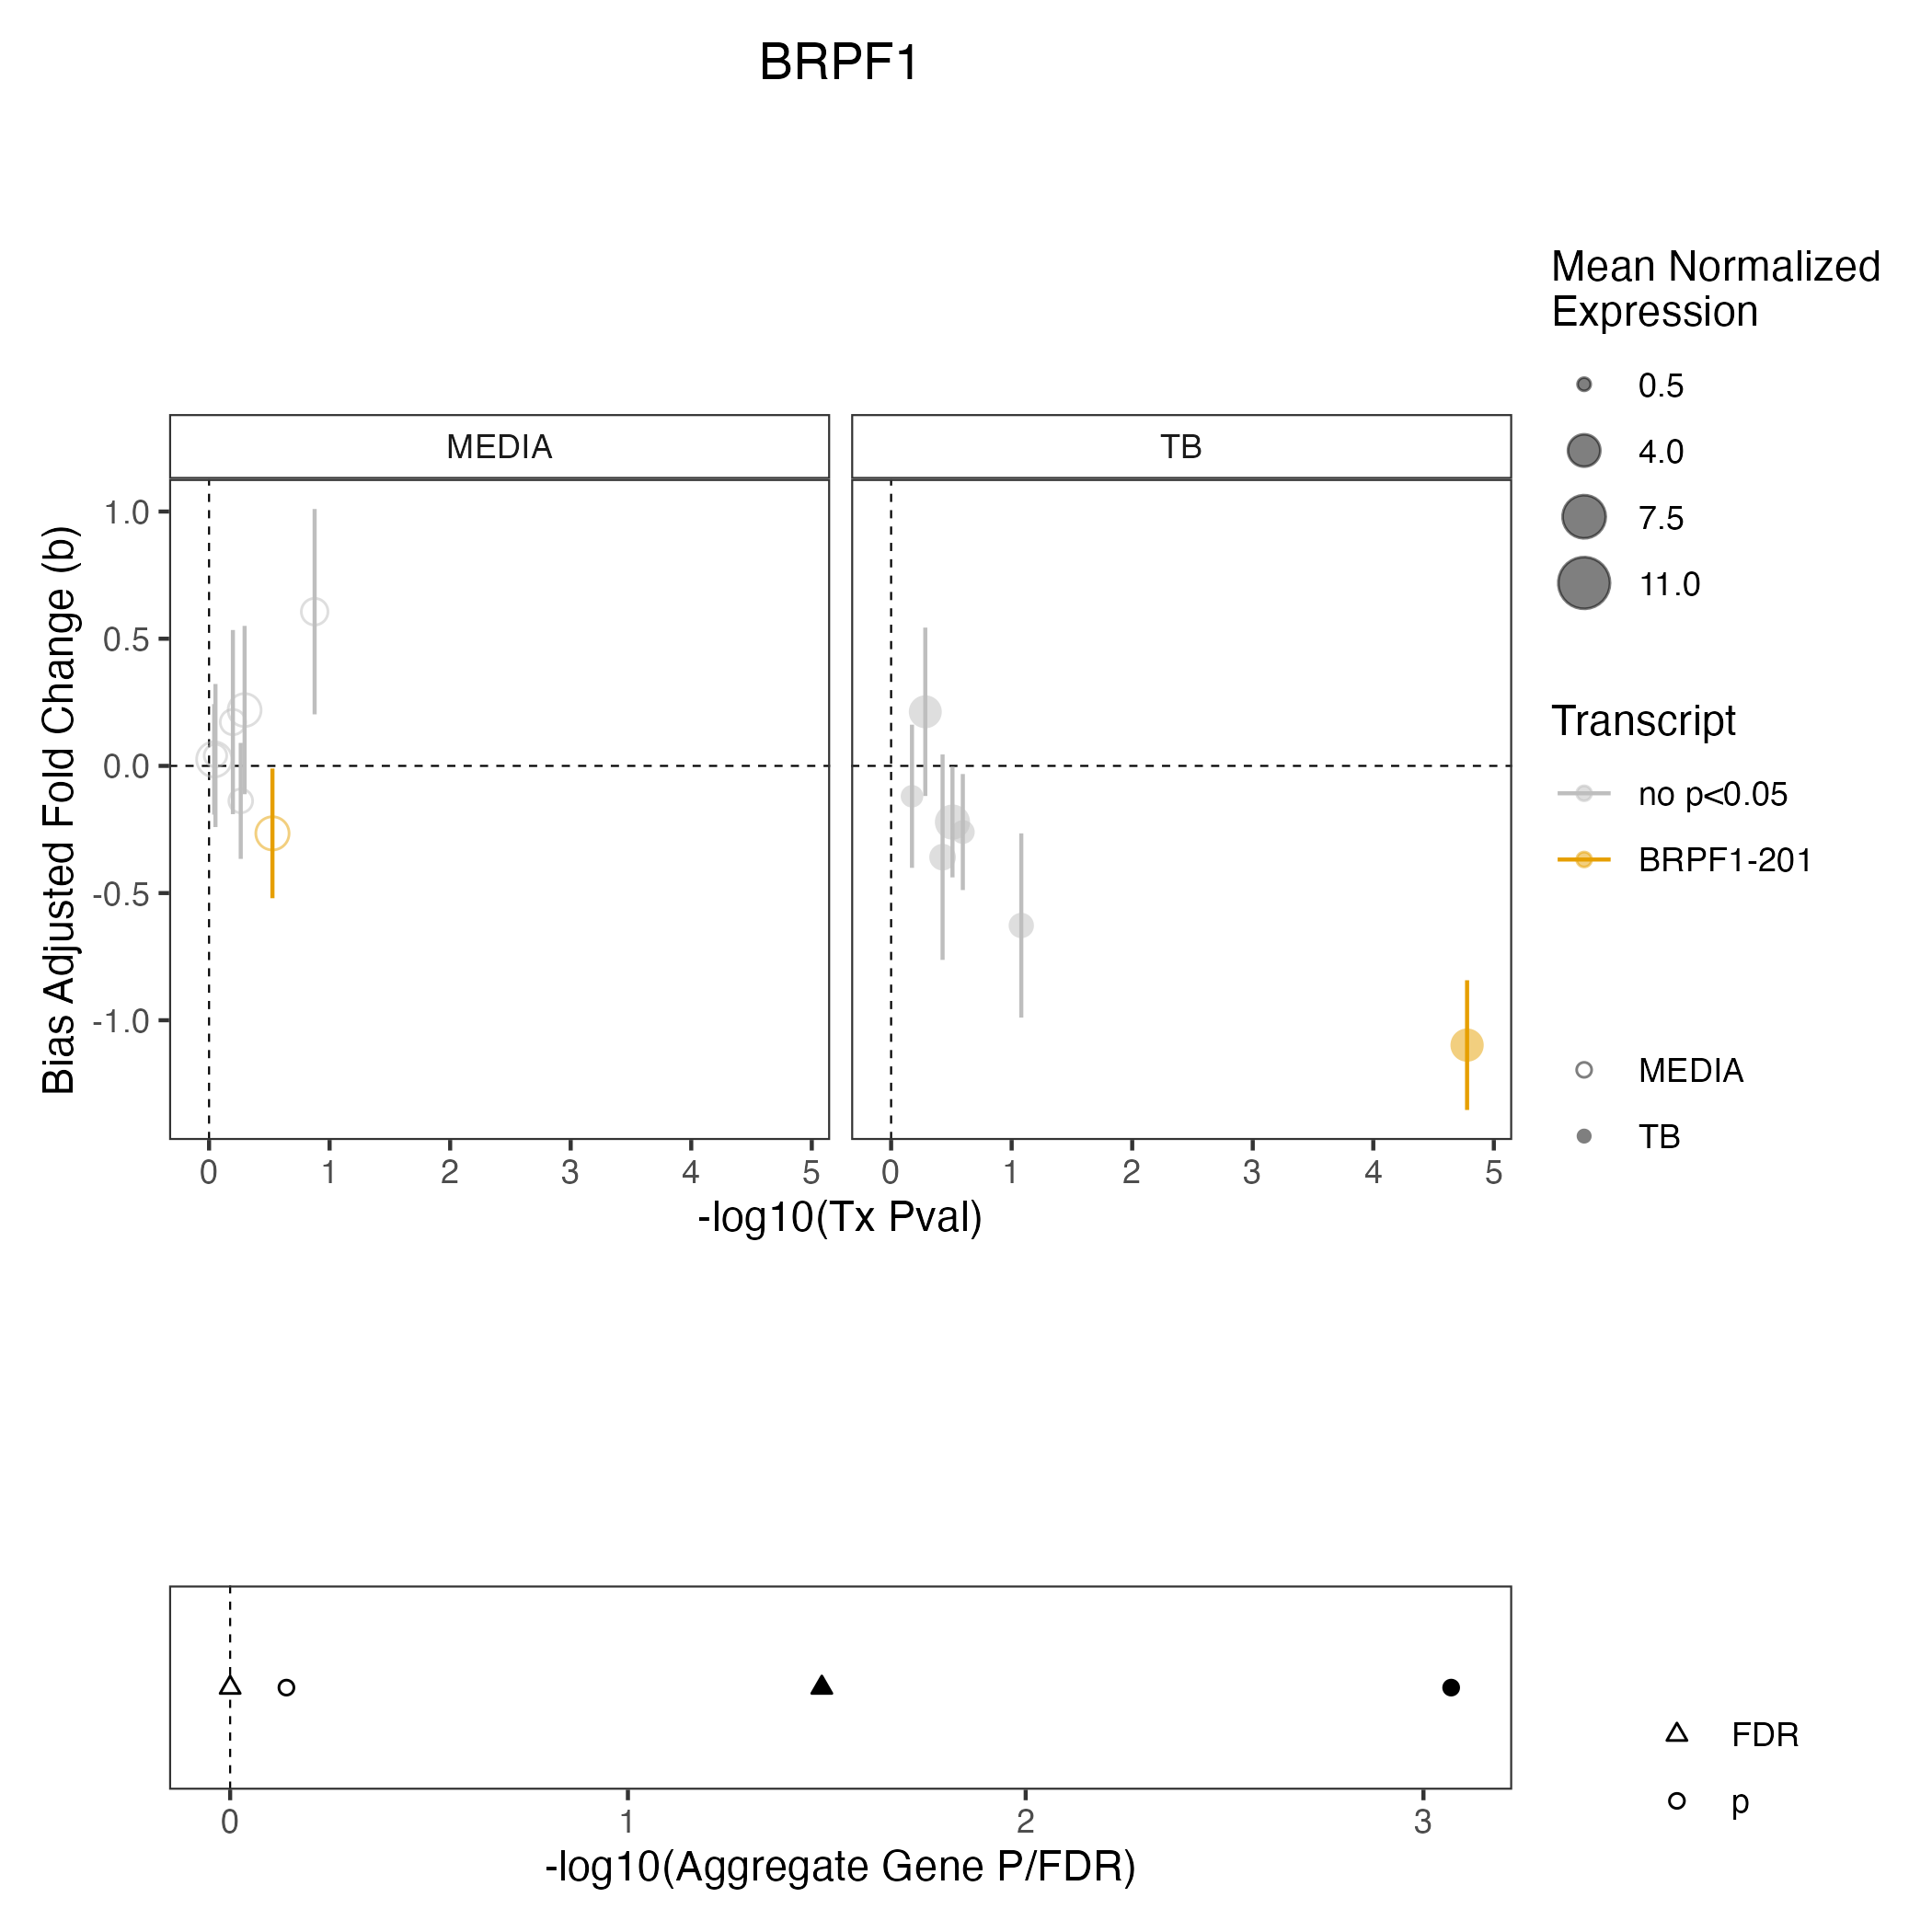 BRPF1
MEDIA
TB
1.0
0.5
0.0
-0.5
-1.0
Bias Adjusted Fold Change (b)
0 1 2 3 4 5
0 1 2 3 4 5
-log10(Tx Pval)
Mean Normalized
Expression
0.5
4.0
7.5
11.0
Transcript
no p<0.05
BRPF1-201
MEDIA
TB
0 1 2 3
-log10(Aggregate Gene P/FDR)
FDR
p